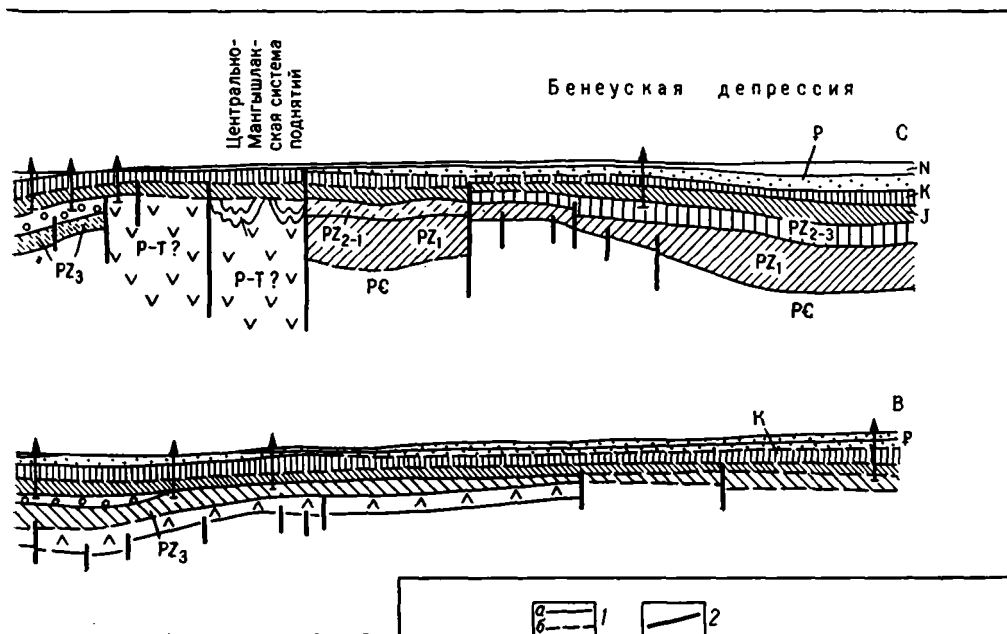 Центрально-
Мангышлак-
ская система
поднятий
Бенеуская депрессия
₽ С
N
K
J
PZ₂₋₃
PZ₂₋₁ PZ₁
P-T?
PZ₃
P-T?
PЄ
PZ₁
PЄ
В
K
₽
PZ₃
а
б 1 2